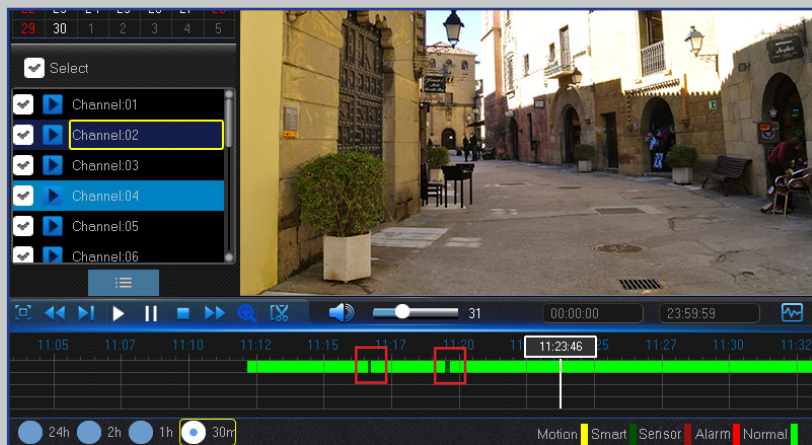 29 30 1 2 3 4 5
Select
Channel:01
Channel:02
Channel:03
Channel:04
Channel:05
Channel:06
31 00:00:00 23:59:59
11:05 11:07 11:10 11:12 11:15 11:17 11:20 11:23:46 25 11:27 11:30 11:32
24h 2h 1h 30m
Motion Smart Sensor Alarm Normal